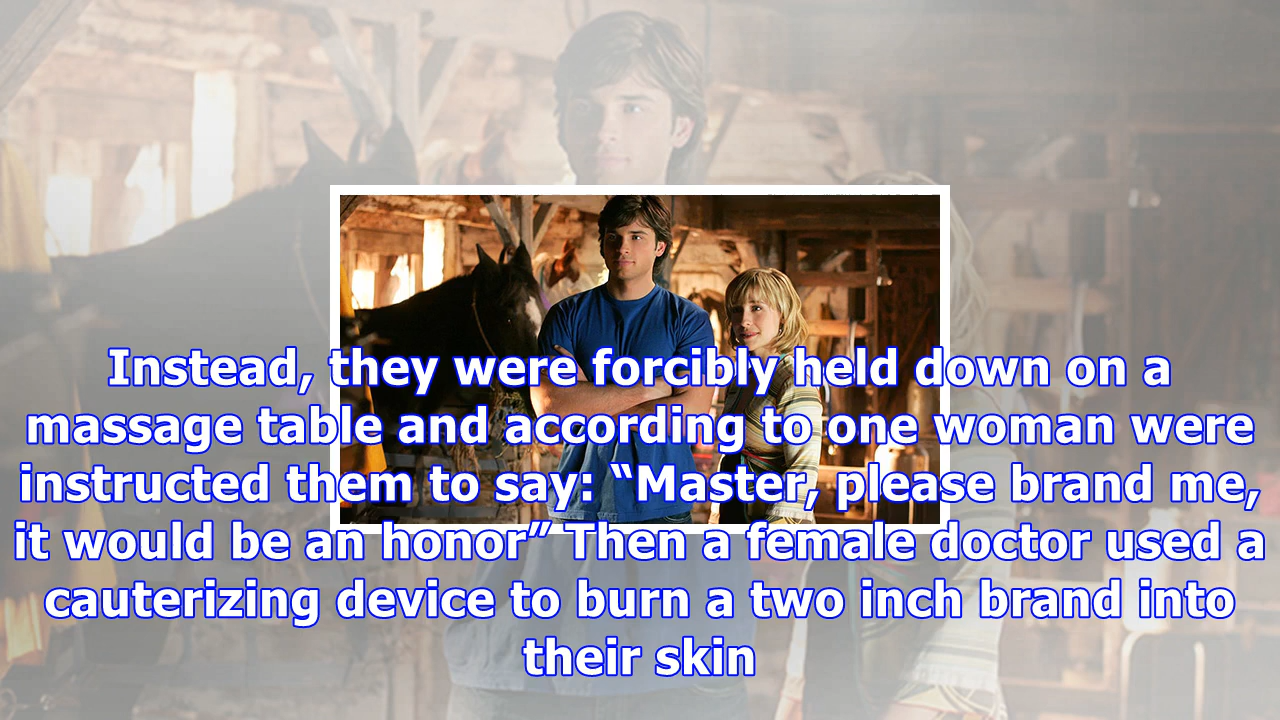 Instead, they were forcibly held down on a
massage table and according to one woman were
instructed them to say: “Master, please brand me,
it would be an honor” Then a female doctor used a
cauterizing device to burn a two inch brand into
their skin